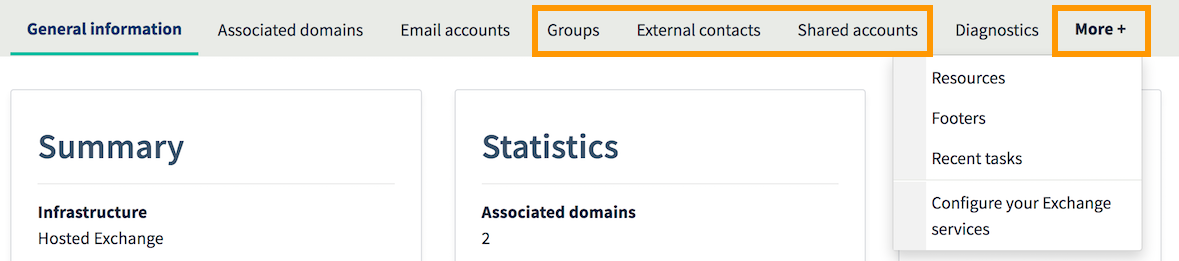 General information Associated domains Email accounts Groups External contacts Shared accounts Diagnostics More +
Resources
Footers
Recent tasks
Configure your Exchange
services
Summary
Infrastructure
Hosted Exchange
Statistics
Associated domains
2